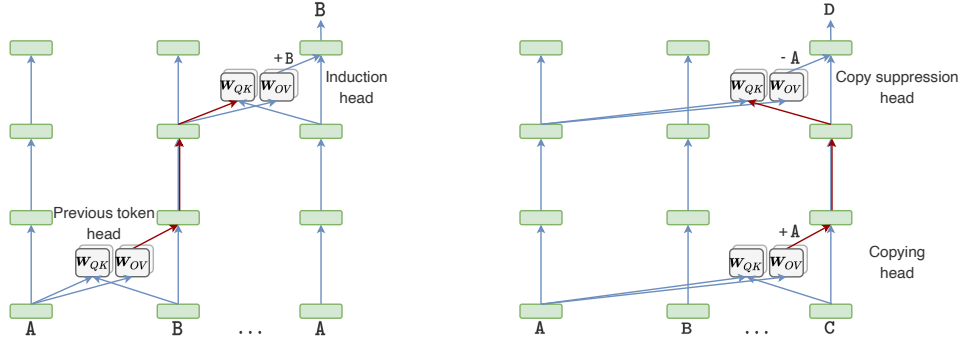 B
+B
W_QK W_OV
Induction
head
Previous token
head
W_QK W_OV
A B ... A
D
- A
W_QK W_OV
Copy suppression
head
+A
W_QK W_OV
Copying
head
A B ... C